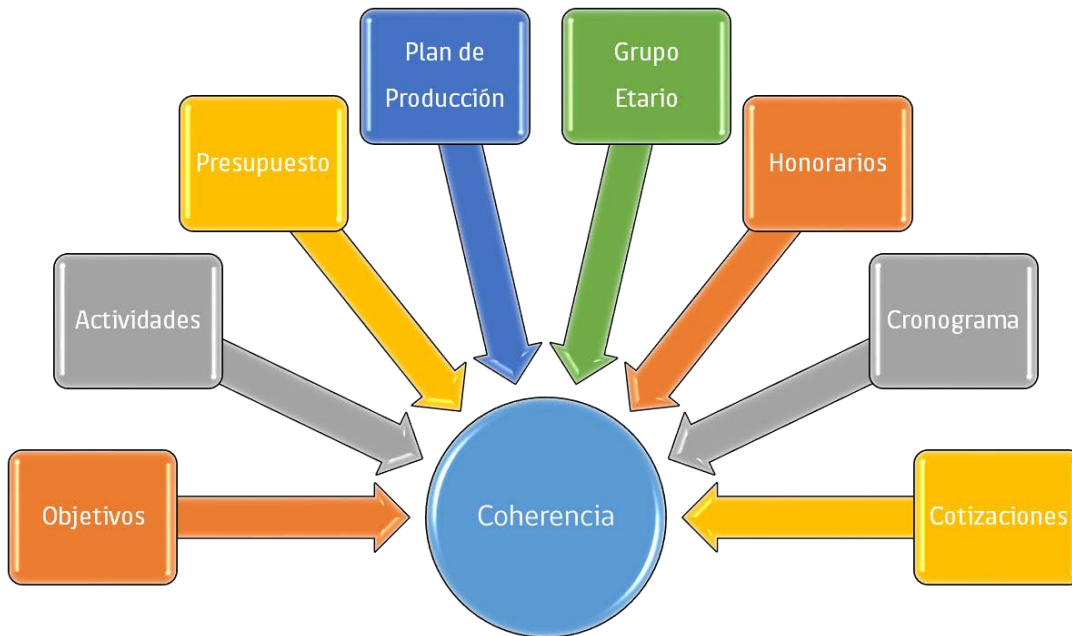 Plan de
Producción
Grupo
Etario
Presupuesto
Honorarios
Actividades
Cronograma
Objetivos
Coherencia
Cotizaciones